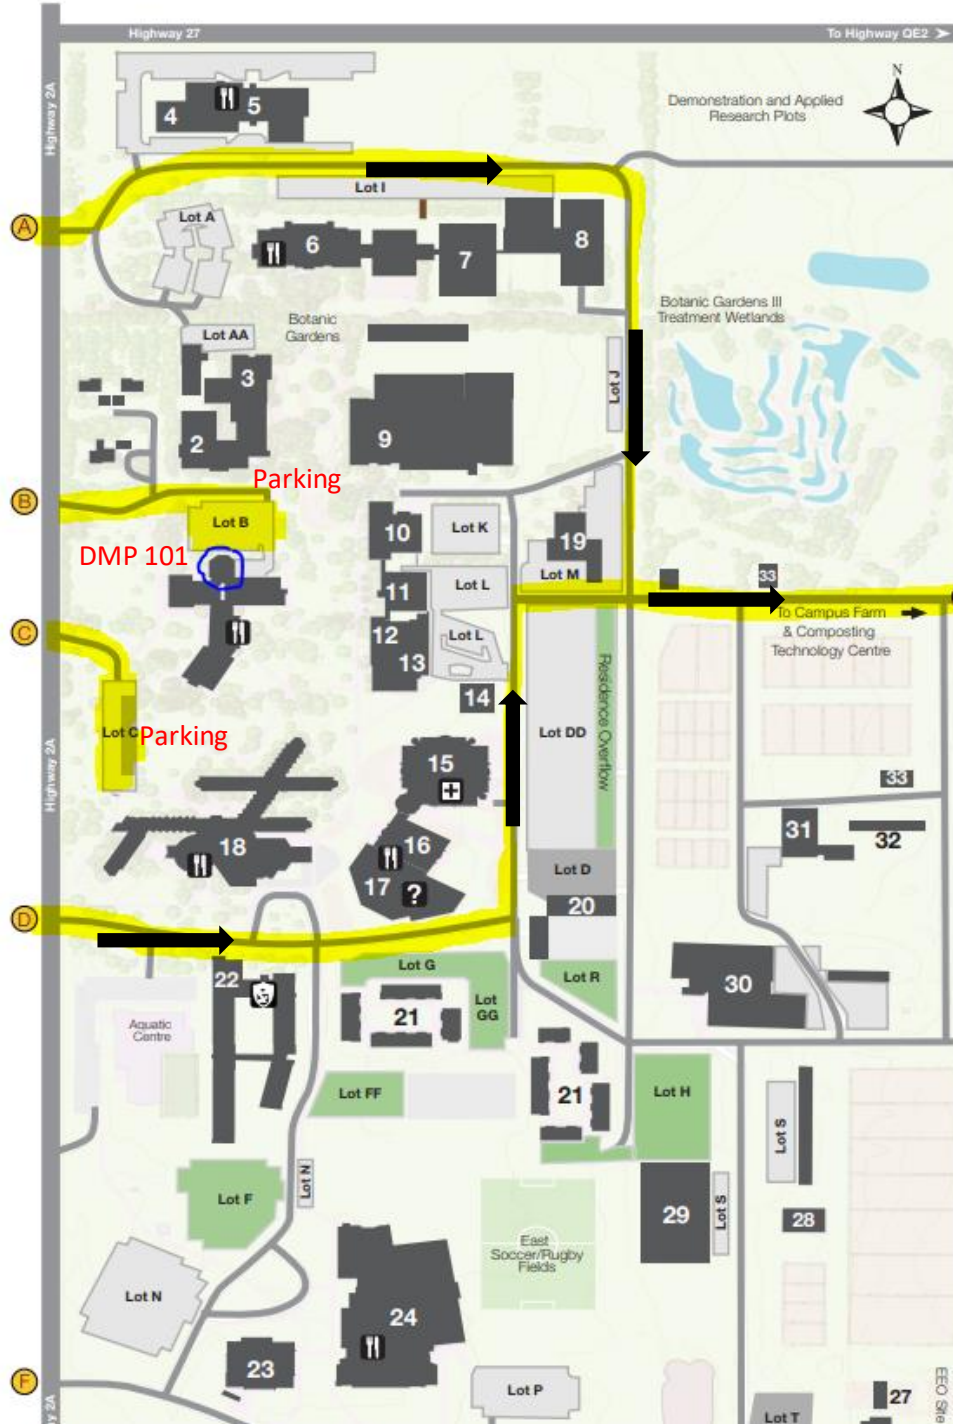 Highway 27
To Highway QE2
Highway 2A
N
Demonstration and Applied
Research Plots
4
5
Lot I
A
Lot A
6
7
8
Botanic Gardens III
Treatment Wetlands
Botanic
Gardens
Lot AA
3
Lot J
2
9
Parking
B
Lot B
10
Lot K
19
DMP 101
11
Lot L
Lot M
33
To Campus Farm
& Composting
Technology Centre
C
12
13
Lot L
Residence Overflow
14
Lot C
Parking
Lot DD
Highway 2A
15
33
16
31
32
18
17
?
Lot D
20
D
Lot G
22
Lot R
30
Lot
GG
21
Aquatic
Centre
Lot FF
21
Lot H
Lot S
Lot N
Lot F
29
Lot S
28
East
Soccer/Rugby
Fields
Lot N
24
23
F
Lot P
27
EEO Site
Lot T
y 2A